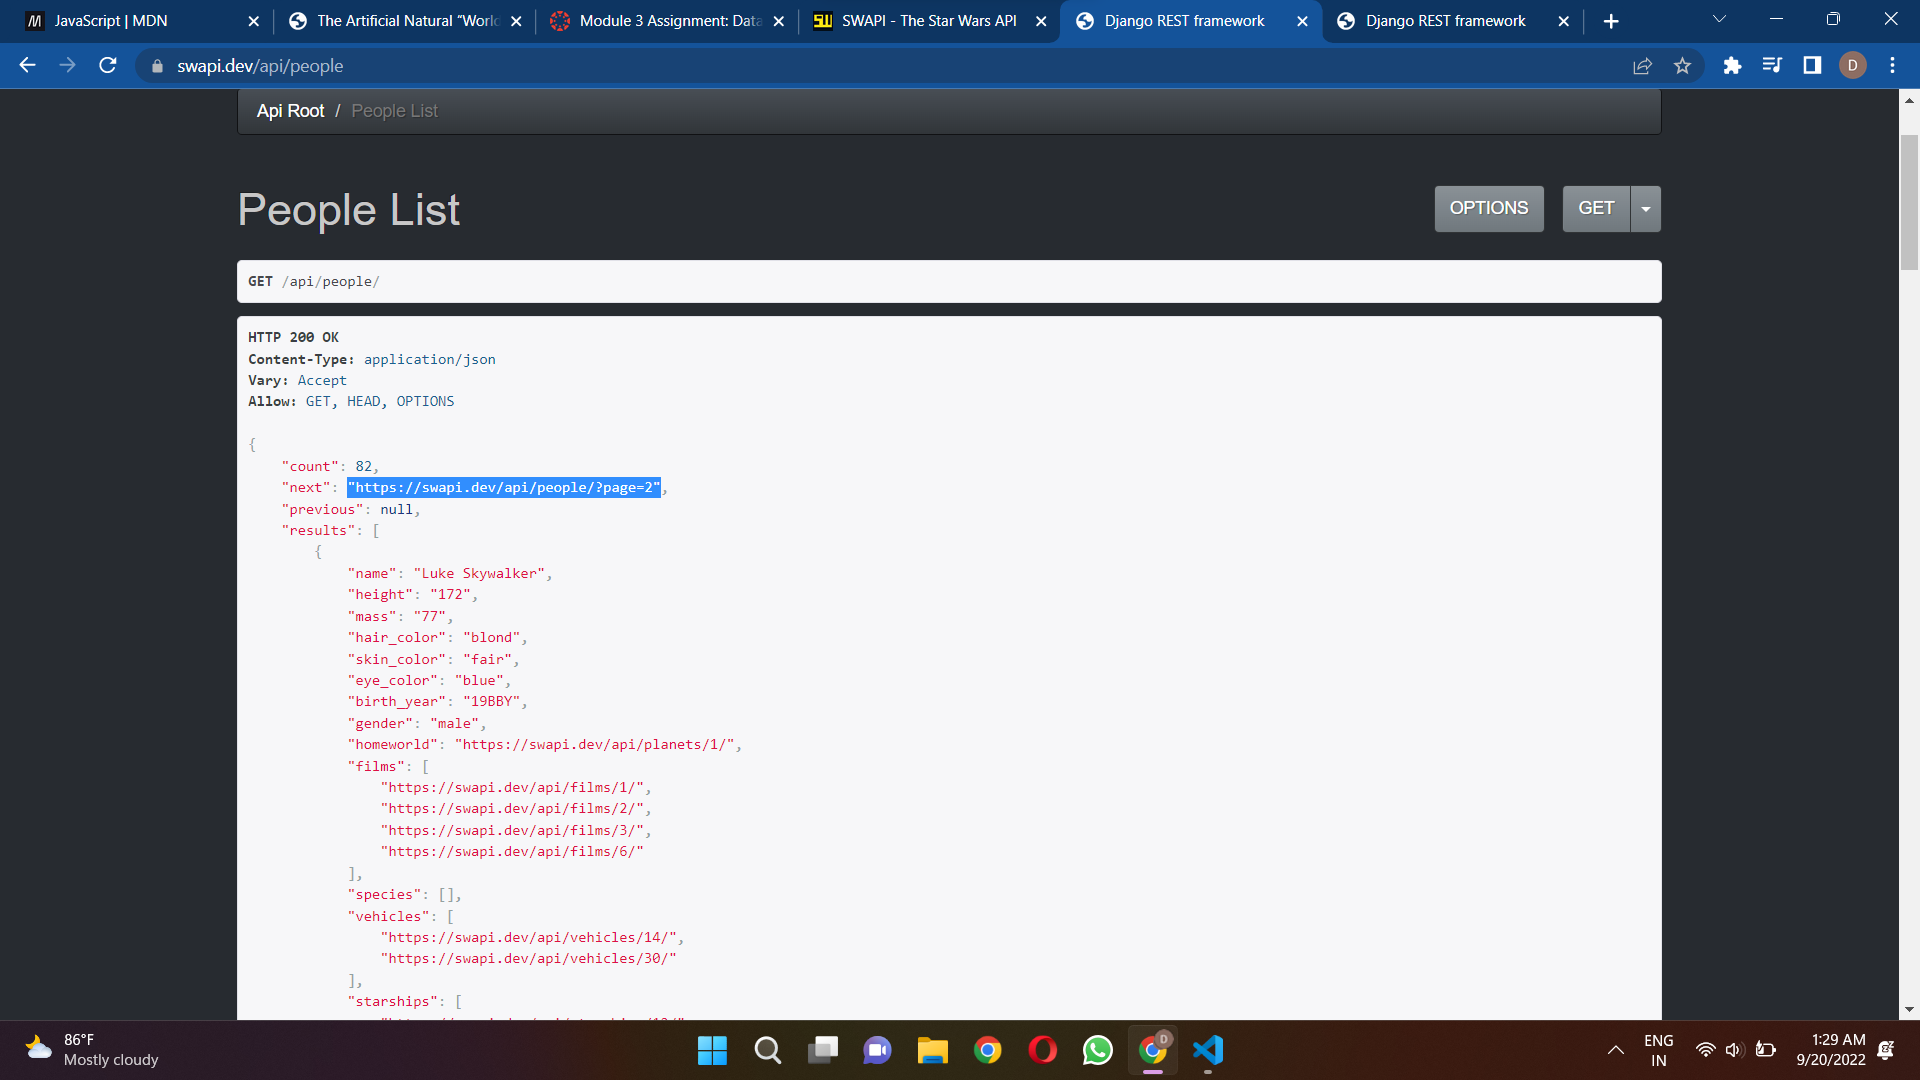 JavaScript | MDN
The Artificial Natural “World
Module 3 Assignment: Data
SWAPI - The Star Wars API
Django REST framework
Django REST framework
swapi.dev/api/people
D
Api Root / People List
People List
OPTIONS
GET
GET /api/people/
HTTP 200 OK
Content-Type: application/json
Vary: Accept
Allow: GET, HEAD, OPTIONS
{
"count": 82,
"next": "https://swapi.dev/api/people/?page=2",
"previous": null,
"results": [
{
"name": "Luke Skywalker",
"height": "172",
"mass": "77",
"hair_color": "blond",
"skin_color": "fair",
"eye_color": "blue",
"birth_year": "19BBY",
"gender": "male",
"homeworld": "https://swapi.dev/api/planets/1/",
"films": [
"https://swapi.dev/api/films/1/",
"https://swapi.dev/api/films/2/",
"https://swapi.dev/api/films/3/",
"https://swapi.dev/api/films/6/"
],
"species": [],
"vehicles": [
"https://swapi.dev/api/vehicles/14/",
"https://swapi.dev/api/vehicles/30/"
],
"starships": [
86°F
Mostly cloudy
D
ENG
IN
1:29 AM
9/20/2022